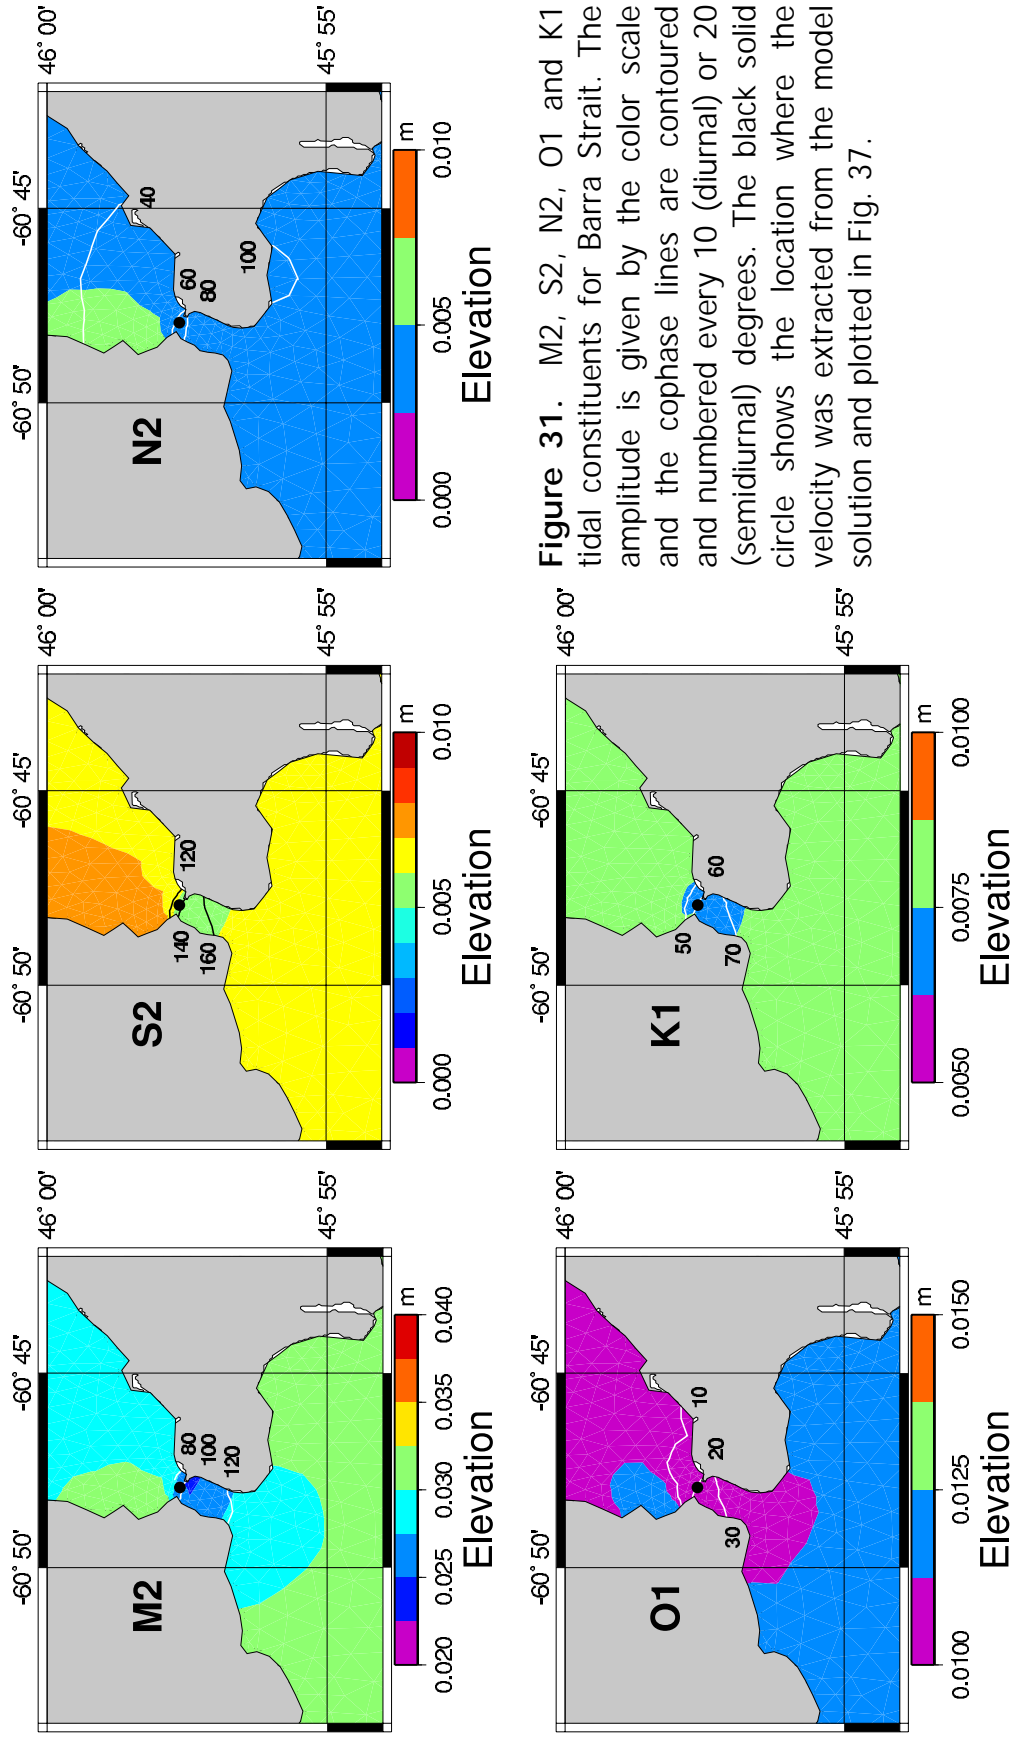 -60° 50'
-60° 45'
46° 00'
45° 55'
M2
80
100
120
0.020
0.025
0.030
0.035
0.040
m
Elevation
-60° 50'
-60° 45'
46° 00'
45° 55'
S2
120
140
160
0.000
0.005
0.010
m
Elevation
-60° 50'
-60° 45'
46° 00'
45° 55'
N2
40
60
80
100
0.000
0.005
0.010
m
Elevation
-60° 50'
-60° 45'
46° 00'
45° 55'
O1
10
20
30
0.0100
0.0125
0.0150
m
Elevation
-60° 50'
-60° 45'
46° 00'
45° 55'
K1
50
60
70
0.0050
0.0075
0.0100
m
Elevation
Figure 31. M2, S2, N2, O1 and K1
tidal constituents for Barra Strait. The
amplitude is given by the color scale
and the cophase lines are contoured
and numbered every 10 (diurnal) or 20
(semidiurnal) degrees. The black solid
circle shows the location where the
velocity was extracted from the model
solution and plotted in Fig. 37.